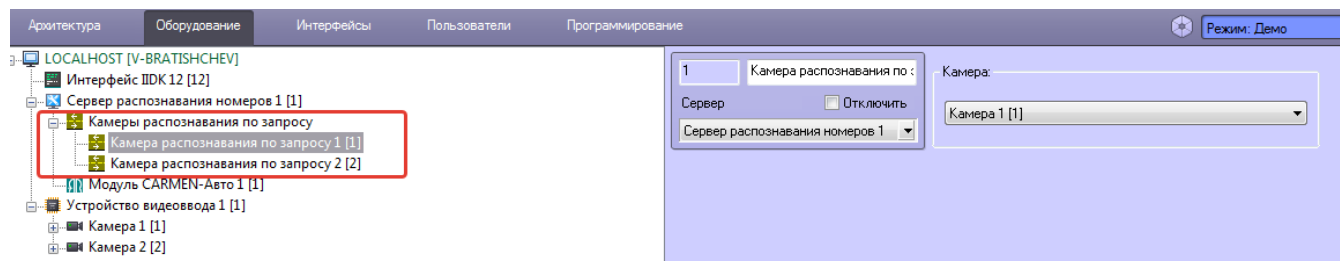 Архитектура Оборудование Интерфейсы Пользователи Программирование Режим: Демо
LOCALHOST [V-BRATISHCHEV]
Интерфейс IIDK 12 [12]
Сервер распознавания номеров 1 [1]
Камеры распознавания по запросу
Камера распознавания по запросу 1 [1]
Камера распознавания по запросу 2 [2]
Модуль CARMEN-Авто 1 [1]
Устройство видеоввода 1 [1]
Камера 1 [1]
Камера 2 [2]
1 Камера распознавания по
Сервер Отключить
Сервер распознавания номеров 1
Камера:
Камера 1 [1]